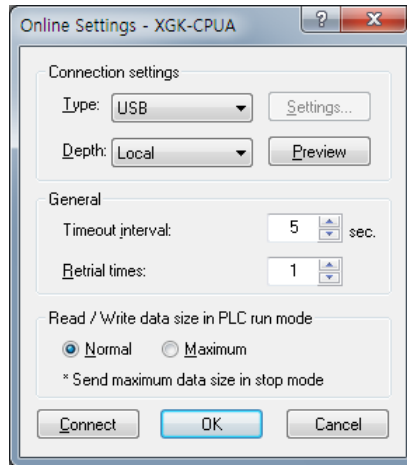 Online Settings - XGK-CPUA
Connection settings
Type: USB Settings...
Depth: Local Preview
General
Timeout interval: 5 sec.
Retrial times: 1
Read / Write data size in PLC run mode
Normal Maximum
* Send maximum data size in stop mode
Connect OK Cancel